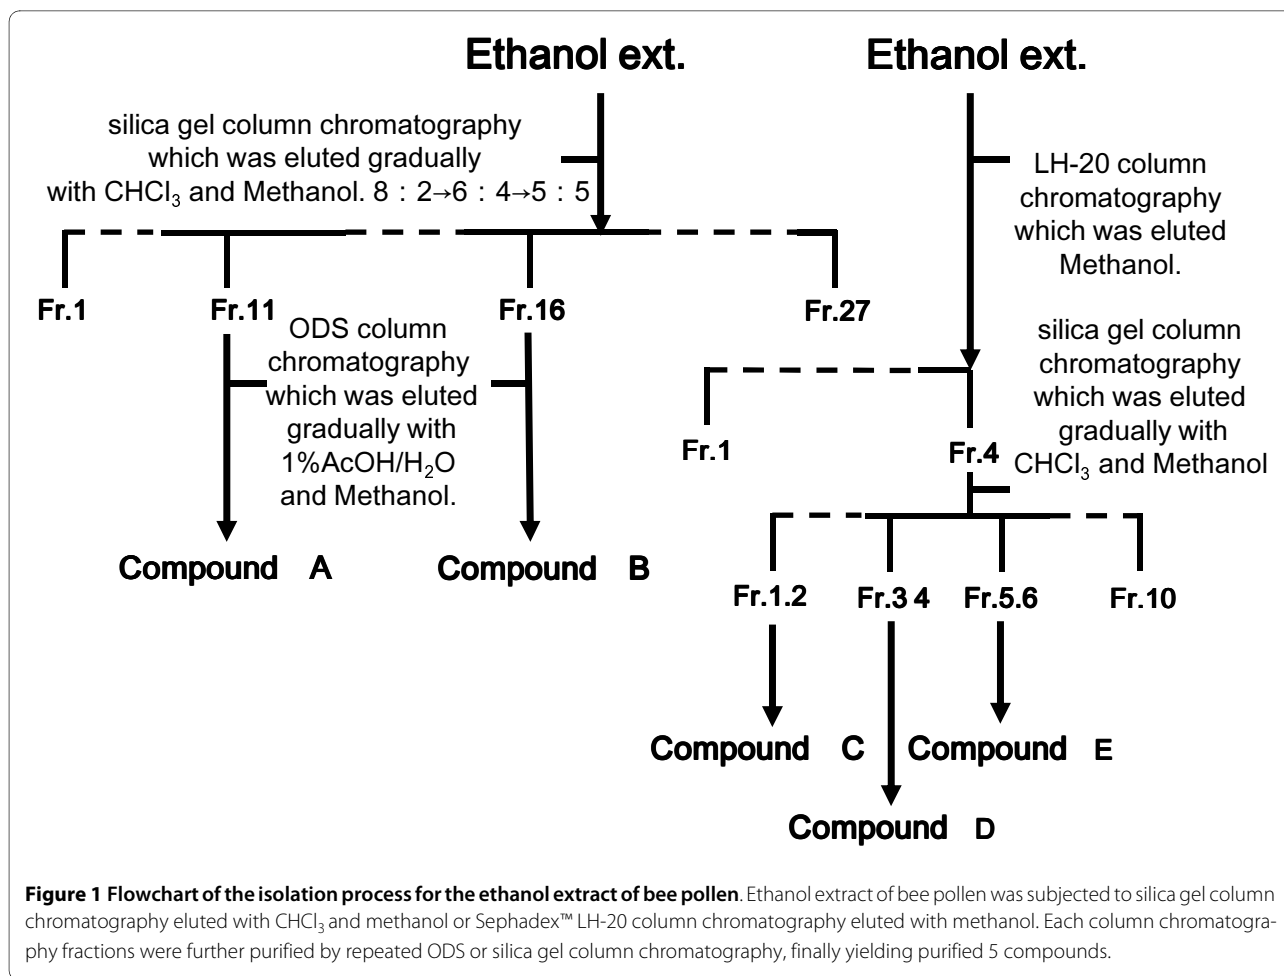 Ethanol ext.
silica gel column chromatography
which was eluted gradually
with CHCl₃ and Methanol. 8 : 2→6 : 4→5 : 5
Fr.1
Fr.11
Fr.16
Fr.27
ODS column
chromatography
which was eluted
gradually with
1%AcOH/H₂O
and Methanol.
Compound A
Compound B
Ethanol ext.
LH-20 column
chromatography
which was eluted
Methanol.
silica gel column
chromatography
which was eluted
gradually with
CHCl₃ and Methanol
Fr.1
Fr.4
Fr.1.2
Fr.3 4
Fr.5.6
Fr.10
Compound C
Compound E
Compound D
Figure 1 Flowchart of the isolation process for the ethanol extract of bee pollen. Ethanol extract of bee pollen was subjected to silica gel column
chromatography eluted with CHCl₃ and methanol or Sephadex™ LH-20 column chromatography eluted with methanol. Each column chromatogra-
phy fractions were further purified by repeated ODS or silica gel column chromatography, finally yielding purified 5 compounds.